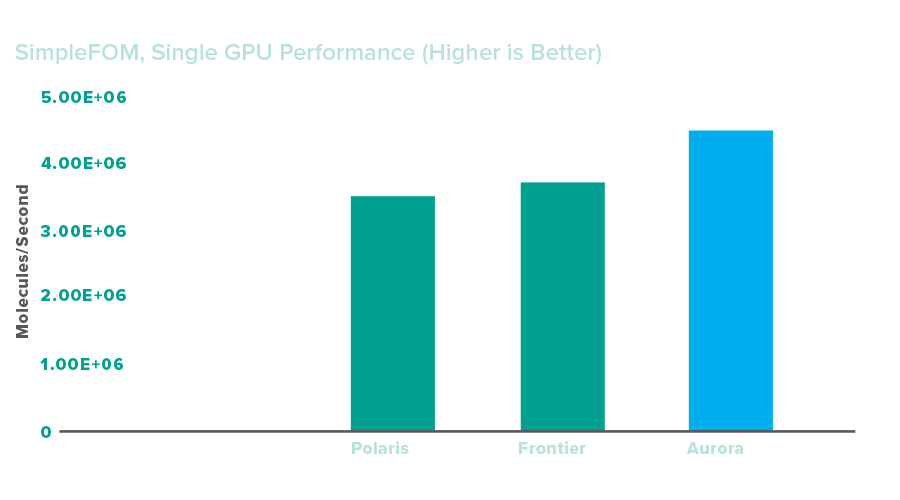 SimpleFOM, Single GPU Performance (Higher is Better)
5.00E+06
4.00E+06
3.00E+06
2.00E+06
1.00E+06
0
Molecules/Second
Polaris
Frontier
Aurora